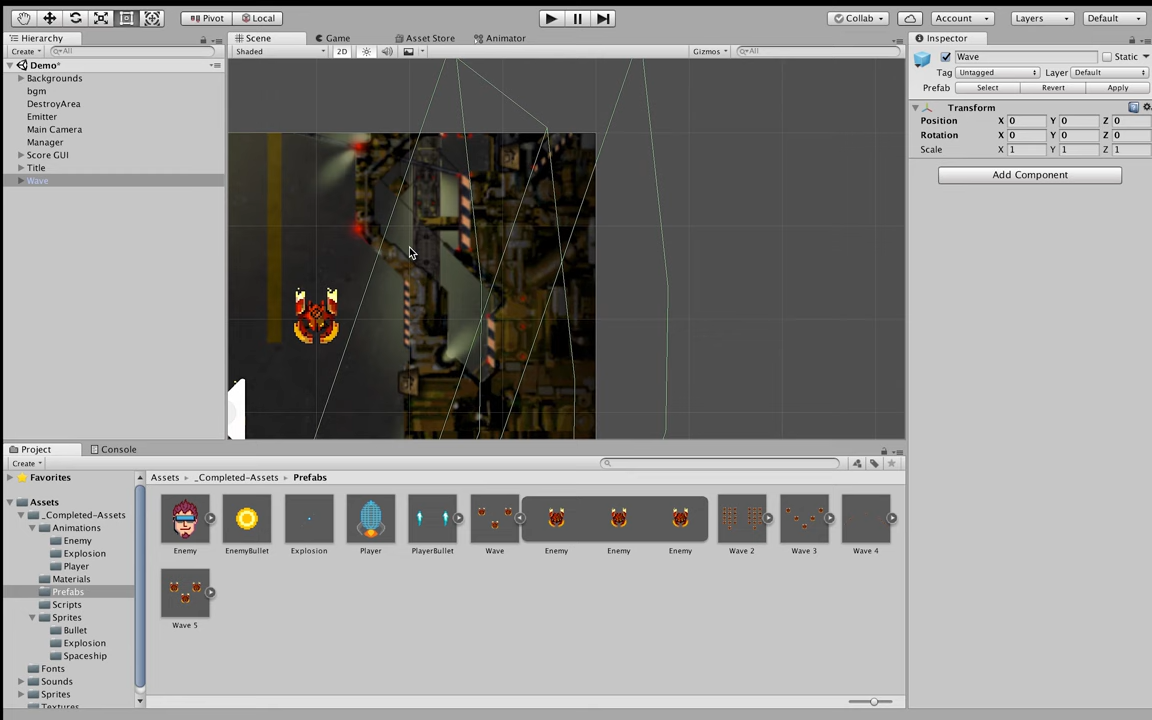 Pivot Local Collab Account Layers Default
Hierarchy Scene Game Asset Store Animator Inspector
Create All Shaded 2D Gizmos All Wave Static
Demo* Tag Untagged Layer Default
Backgrounds Prefab Select Revert Apply
bgm Transform
DestroyArea Position X 0 Y 0 Z 0
Emitter Rotation X 0 Y 0 Z 0
Main Camera Scale X 1 Y 1 Z 1
Manager
Score GUI
Title Add Component
Wave
Project Console
Create
Favorites Assets _Completed-Assets Prefabs
Assets
_Completed-Assets
Animations
Enemy
Explosion
Player
Materials
Prefabs
Scripts
Sprites
Bullet
Explosion
Spaceship
Fonts
Sounds
Sprites
Textures
Enemy EnemyBullet Explosion Player PlayerBullet Wave Enemy Enemy Enemy Wave 2 Wave 3 Wave 4
Wave 5